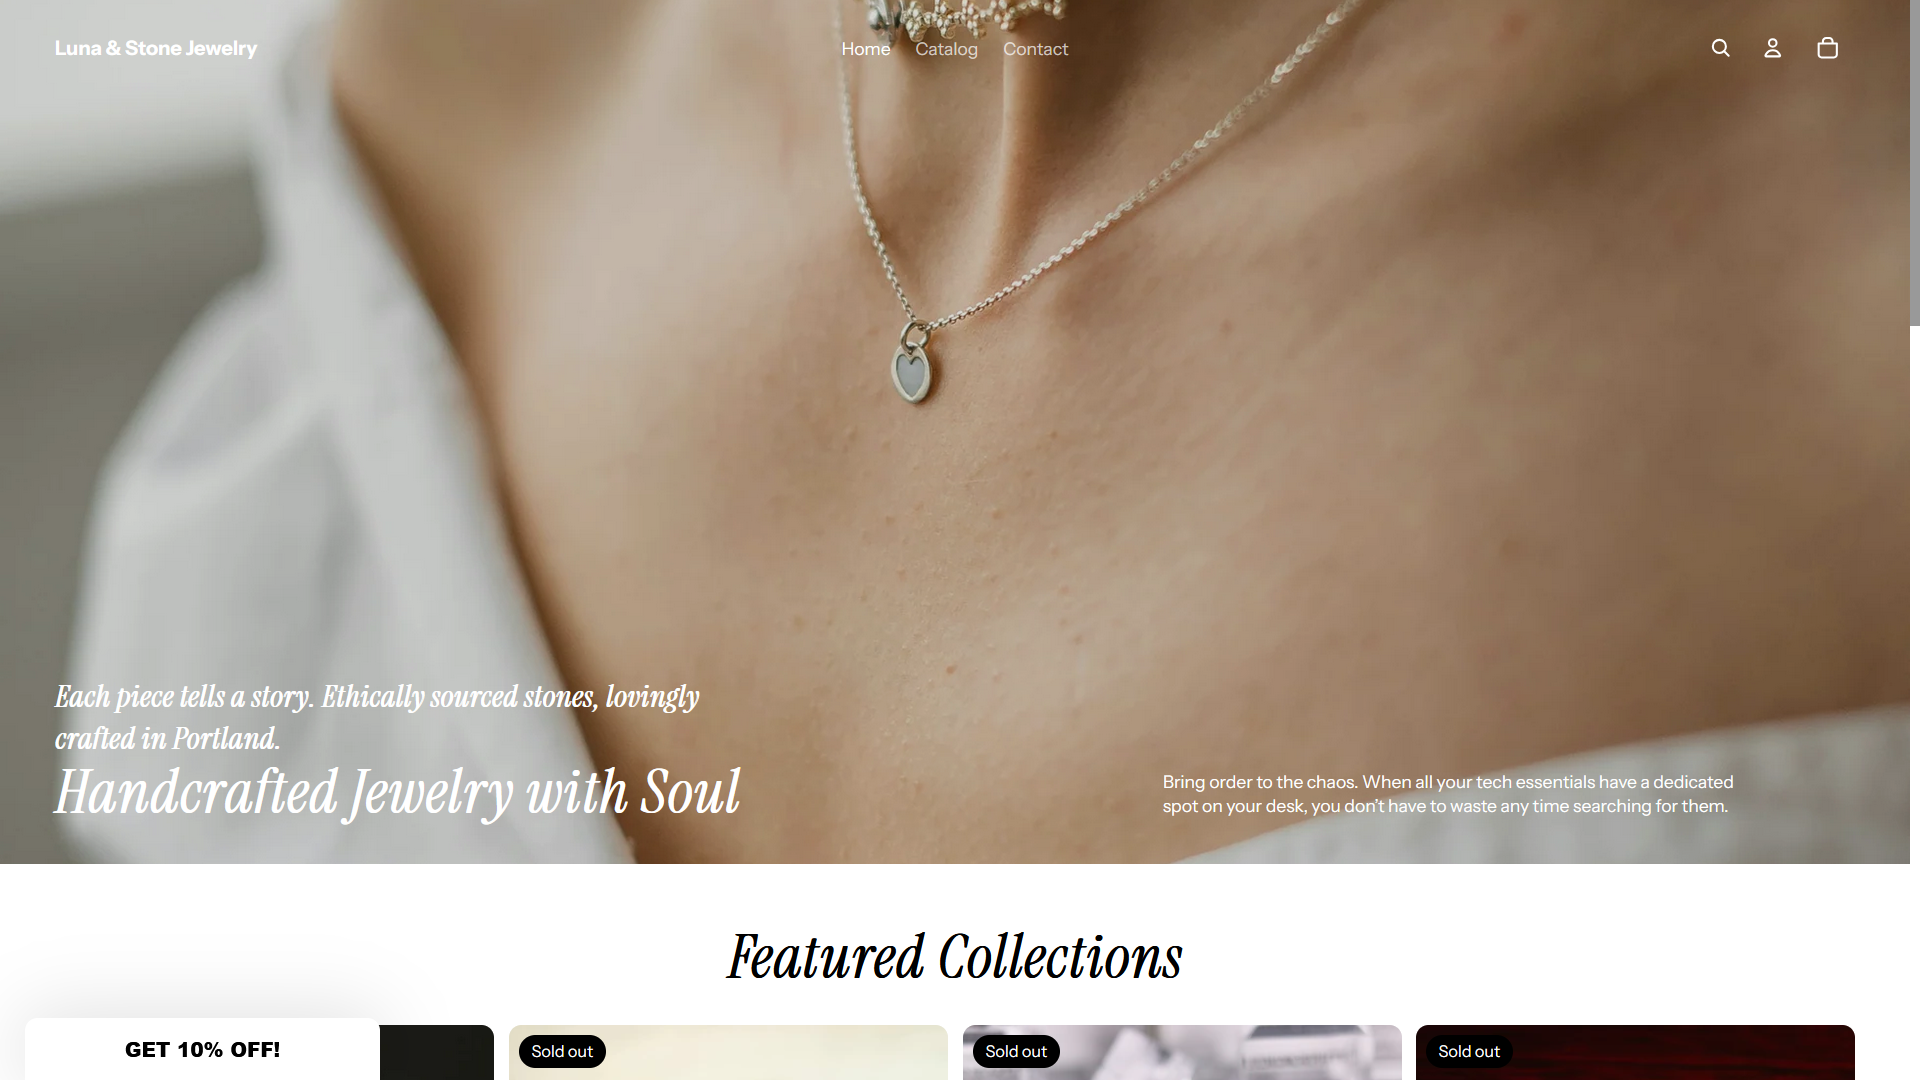 Luna & Stone Jewelry
Home Catalog Contact
Each piece tells a story. Ethically sourced stones, lovingly
crafted in Portland.
Handcrafted Jewelry with Soul
Bring order to the chaos. When all your tech essentials have a dedicated
spot on your desk, you don't have to waste any time searching for them.
Featured Collections
GET 10% OFF!
Sold out
Sold out
Sold out